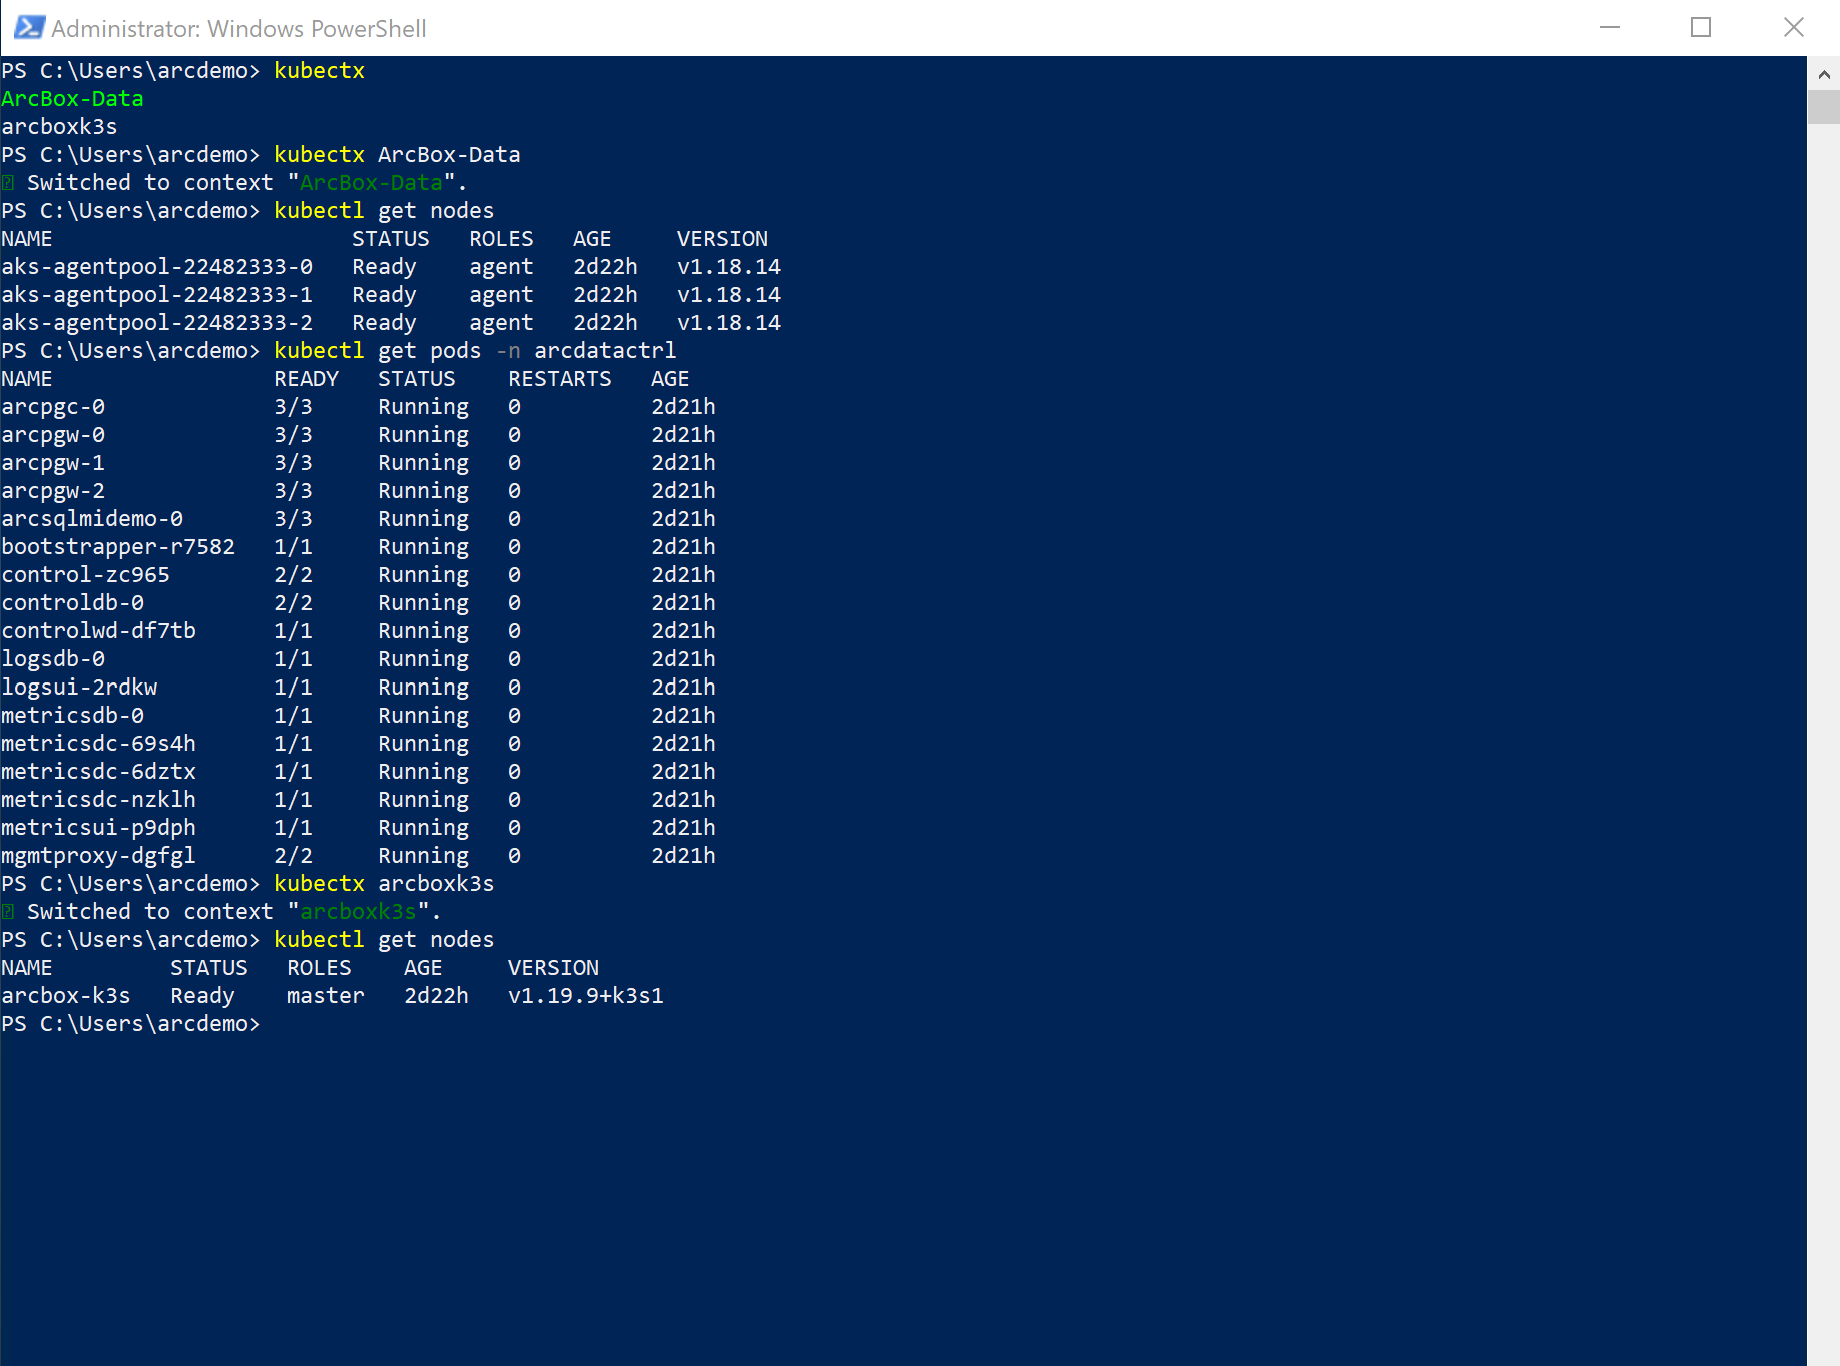 Administrator: Windows PowerShell
PS C:\Users\arcdemo> kubectx
ArcBox-Data
arcboxk3s
PS C:\Users\arcdemo> kubectx ArcBox-Data
Switched to context "ArcBox-Data".
PS C:\Users\arcdemo> kubectl get nodes
NAME STATUS ROLES AGE VERSION
aks-agentpool-22482333-0 Ready agent 2d22h v1.18.14
aks-agentpool-22482333-1 Ready agent 2d22h v1.18.14
aks-agentpool-22482333-2 Ready agent 2d22h v1.18.14
PS C:\Users\arcdemo> kubectl get pods -n arcdatactrl
NAME READY STATUS RESTARTS AGE
arcpgc-0 3/3 Running 0 2d21h
arcpgw-0 3/3 Running 0 2d21h
arcpgw-1 3/3 Running 0 2d21h
arcpgw-2 3/3 Running 0 2d21h
arcsqlmidemo-0 3/3 Running 0 2d21h
bootstrapper-r7582 1/1 Running 0 2d21h
control-zc965 2/2 Running 0 2d21h
controldb-0 2/2 Running 0 2d21h
controlwd-df7tb 1/1 Running 0 2d21h
logsdb-0 1/1 Running 0 2d21h
logsui-2rdkw 1/1 Running 0 2d21h
metricsdb-0 1/1 Running 0 2d21h
metricsdc-69s4h 1/1 Running 0 2d21h
metricsdc-6dztx 1/1 Running 0 2d21h
metricsdc-nzklh 1/1 Running 0 2d21h
metricsui-p9dph 1/1 Running 0 2d21h
mgmtproxy-dgfgl 2/2 Running 0 2d21h
PS C:\Users\arcdemo> kubectx arcboxk3s
Switched to context "arcboxk3s".
PS C:\Users\arcdemo> kubectl get nodes
NAME STATUS ROLES AGE VERSION
arcbox-k3s Ready master 2d22h v1.19.9+k3s1
PS C:\Users\arcdemo>